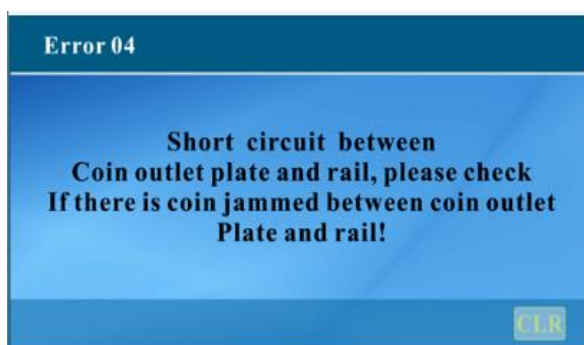 Error 04
Short circuit between
Coin outlet plate and rail, please check
If there is coin jammed between coin outlet
Plate and rail!
CLR